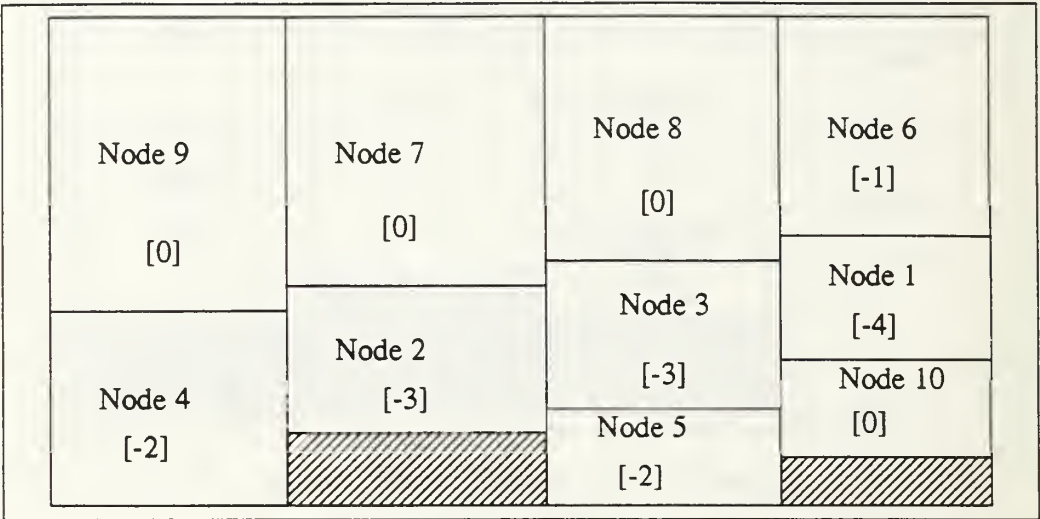 Node 9
[0]
Node 4
[-2]
Node 7
[0]
Node 2
[-3]
Node 8
[0]
Node 3
[-3]
Node 5
[-2]
Node 6
[-1]
Node 1
[-4]
Node 10
[0]